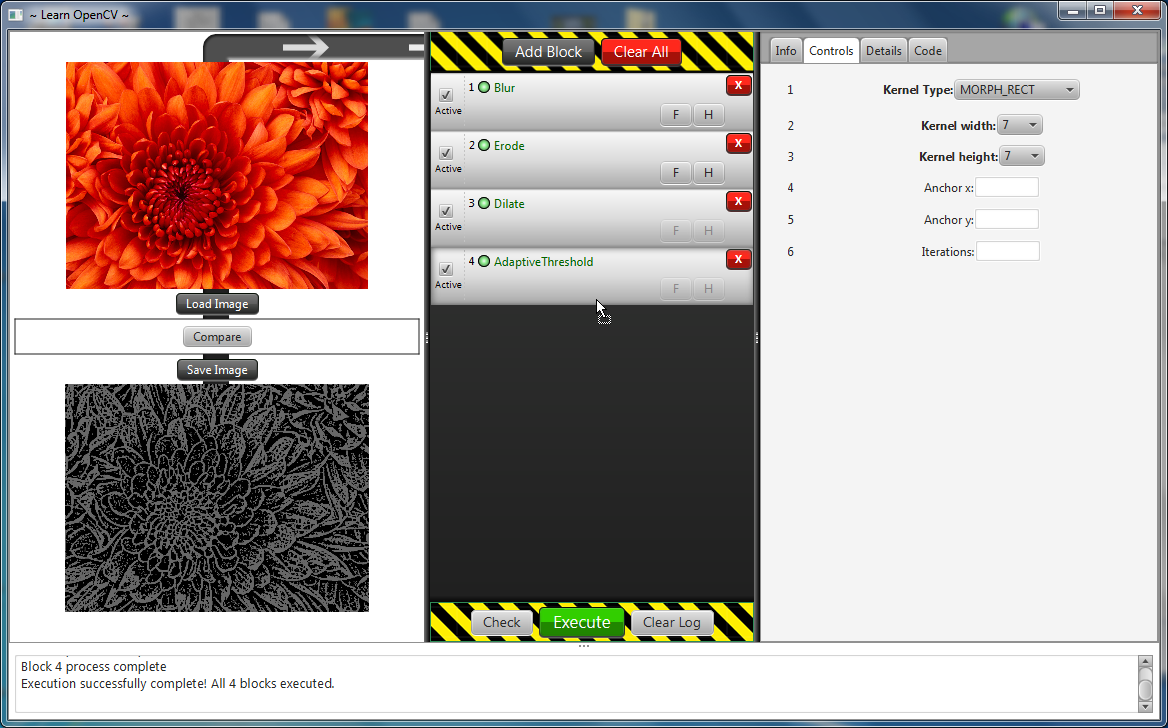 ~ Learn OpenCV ~
Load Image
Compare
Save Image
Add Block Clear All
1 Blur X
Active F H
2 Erode X
Active F H
3 Dilate X
Active F H
4 AdaptiveThreshold X
Active F H
Check Execute Clear Log
Info Controls Details Code
1 Kernel Type: MORPH_RECT
2 Kernel width: 7
3 Kernel height: 7
4 Anchor x:
5 Anchor y:
6 Iterations:
Block 4 process complete
Execution successfully complete! All 4 blocks executed.